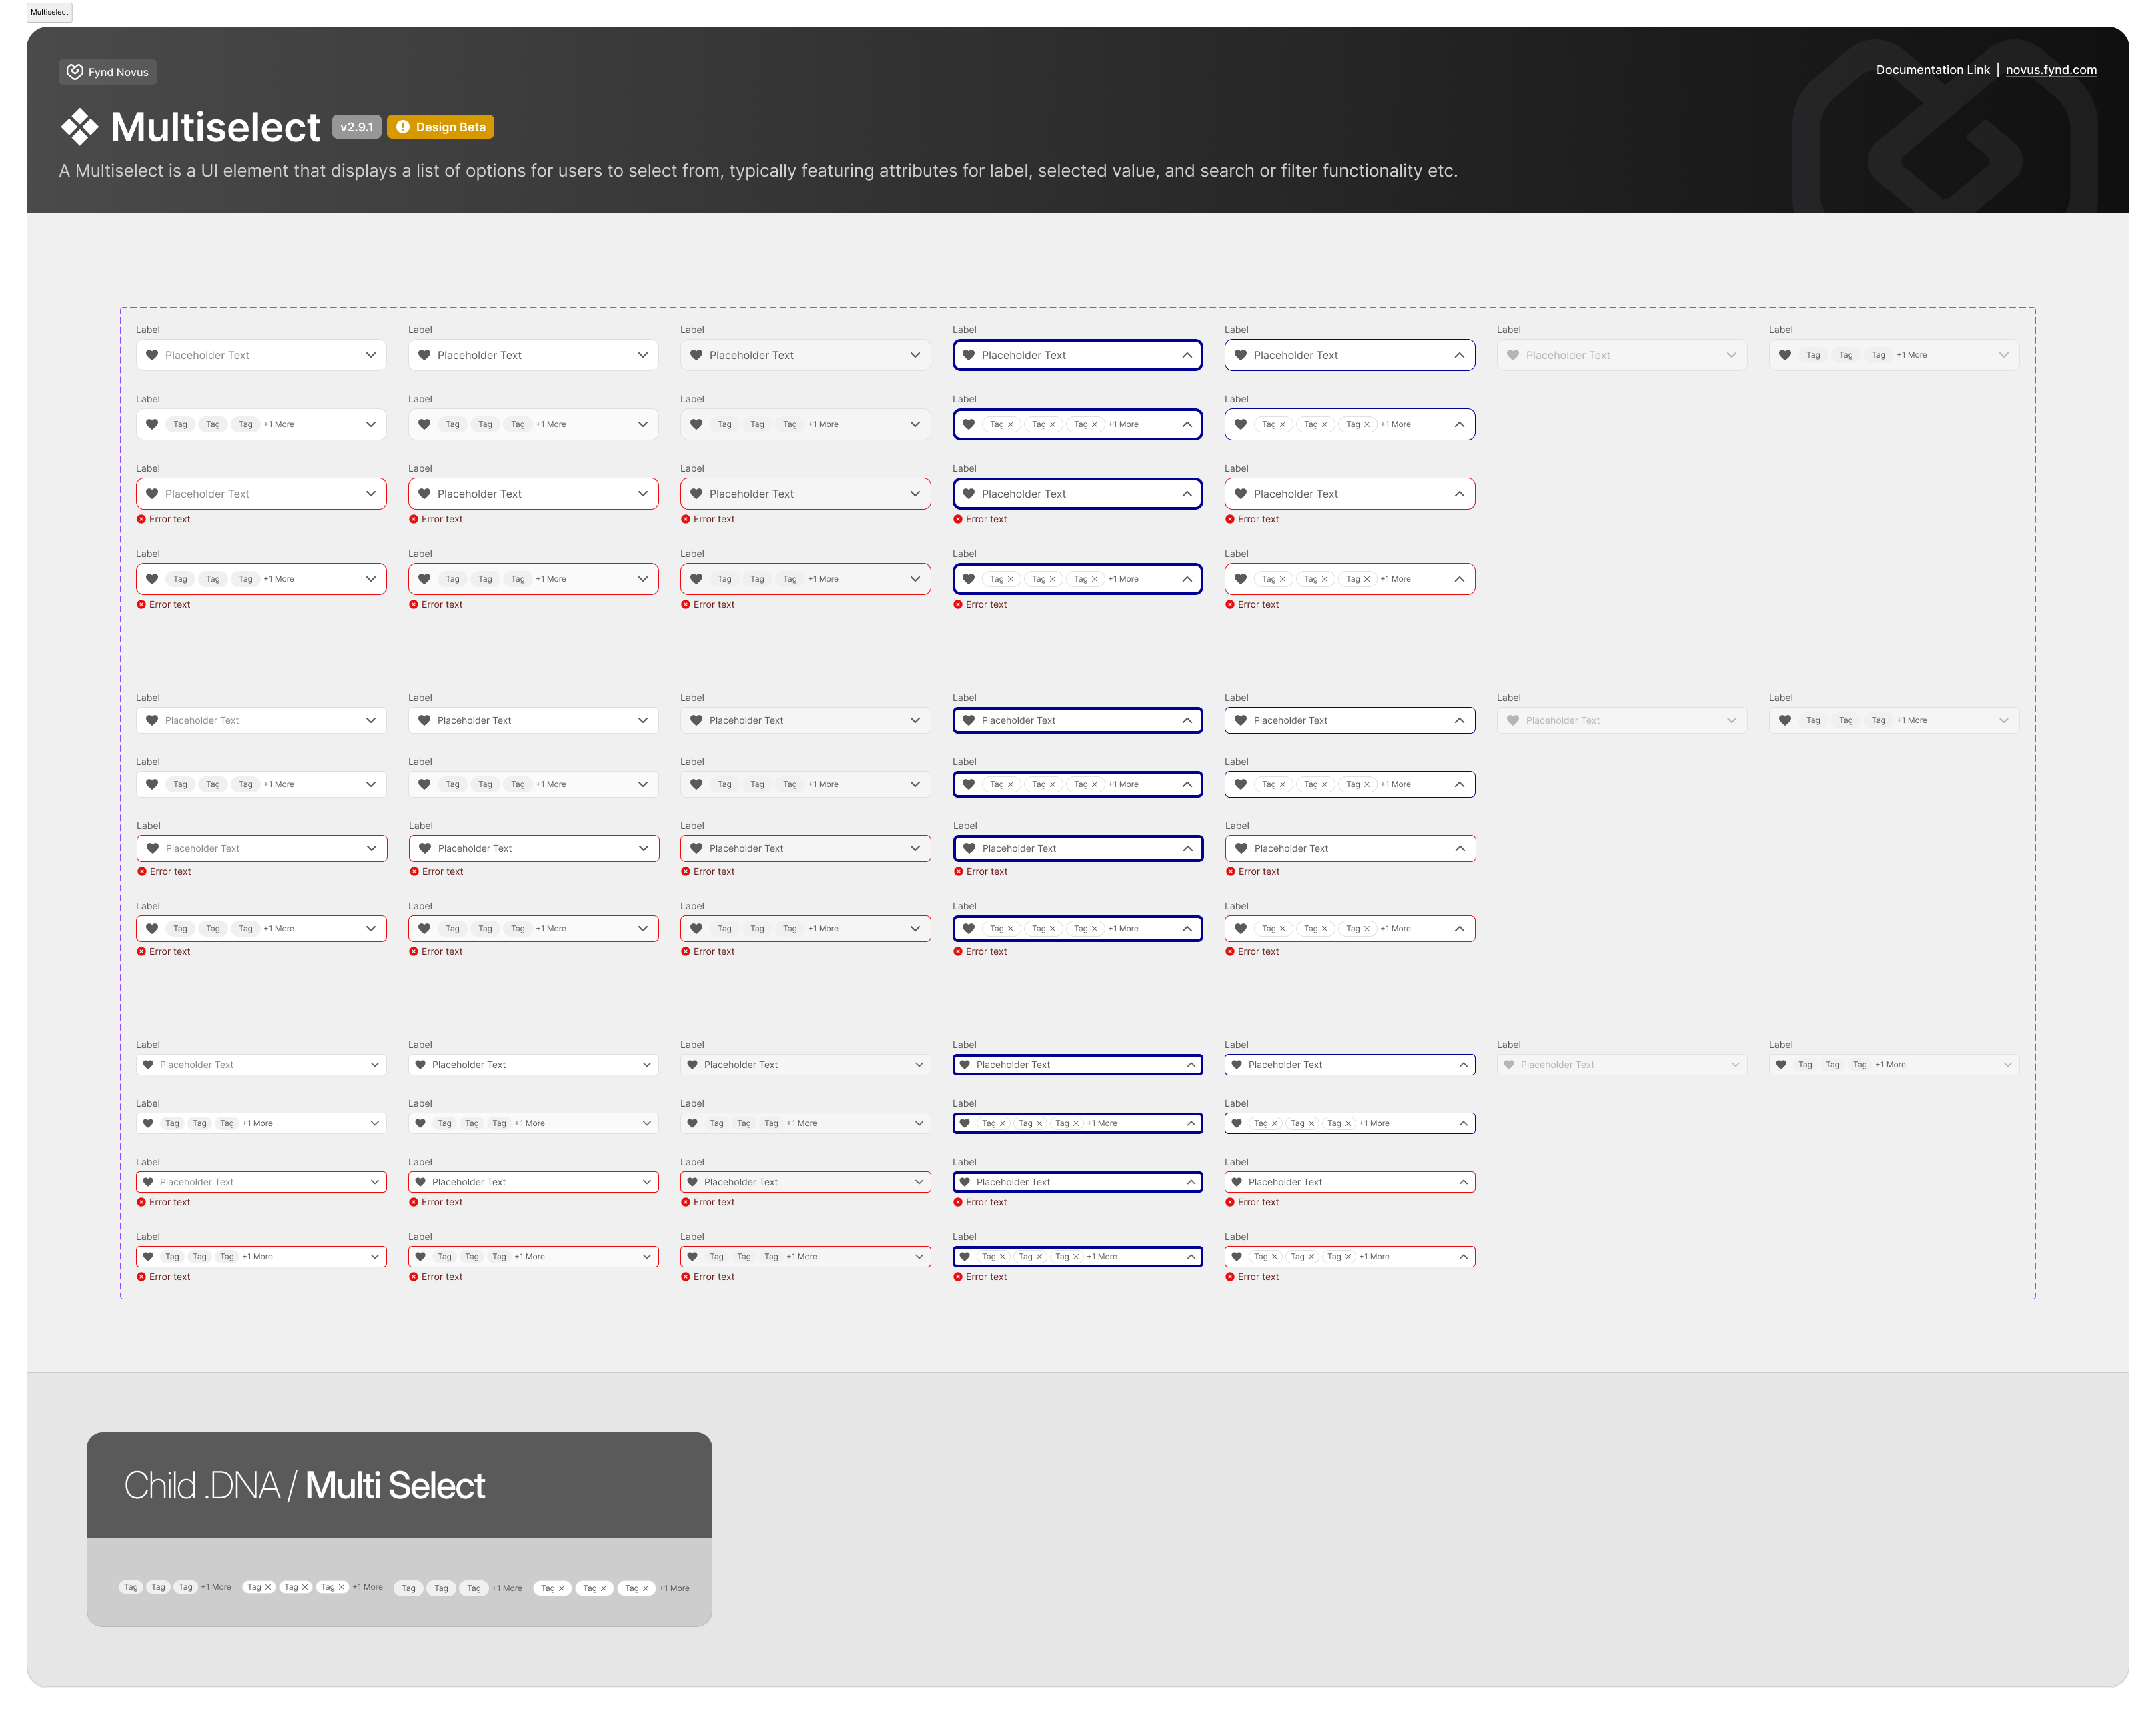 Multiselect
Fynd Novus
Documentation Link | novus.fynd.com
Multiselect v2.9.1 Design Beta
A Multiselect is a UI element that displays a list of options for users to select from, typically featuring attributes for label, selected value, and search or filter functionality etc.
Label Label Label Label Label Label Label
Placeholder Text Placeholder Text Placeholder Text Placeholder Text Placeholder Text Placeholder Text Tag Tag Tag +1 More
Label Label Label Label Label
Tag Tag Tag +1 More Tag Tag Tag +1 More Tag Tag Tag +1 More Tag Tag Tag +1 More Tag Tag Tag +1 More
Label Label Label Label Label
Placeholder Text Placeholder Text Placeholder Text Placeholder Text Placeholder Text
Error text Error text Error text Error text Error text
Label Label Label Label Label
Tag Tag Tag +1 More Tag Tag Tag +1 More Tag Tag Tag +1 More Tag Tag Tag +1 More Tag Tag Tag +1 More
Error text Error text Error text Error text Error text
Label Label Label Label Label Label Label
Placeholder Text Placeholder Text Placeholder Text Placeholder Text Placeholder Text Placeholder Text Tag Tag Tag +1 More
Label Label Label Label Label
Tag Tag Tag +1 More Tag Tag Tag +1 More Tag Tag Tag +1 More Tag Tag Tag +1 More Tag Tag Tag +1 More
Label Label Label Label Label
Placeholder Text Placeholder Text Placeholder Text Placeholder Text Placeholder Text
Error text Error text Error text Error text Error text
Label Label Label Label Label
Tag Tag Tag +1 More Tag Tag Tag +1 More Tag Tag Tag +1 More Tag Tag Tag +1 More Tag Tag Tag +1 More
Error text Error text Error text Error text Error text
Label Label Label Label Label Label Label
Placeholder Text Placeholder Text Placeholder Text Placeholder Text Placeholder Text Placeholder Text Tag Tag Tag +1 More
Label Label Label Label Label
Tag Tag Tag +1 More Tag Tag Tag +1 More Tag Tag Tag +1 More Tag Tag Tag +1 More Tag Tag Tag +1 More
Label Label Label Label Label
Placeholder Text Placeholder Text Placeholder Text Placeholder Text Placeholder Text
Error text Error text Error text Error text Error text
Label Label Label Label Label
Tag Tag Tag +1 More Tag Tag Tag +1 More Tag Tag Tag +1 More Tag Tag Tag +1 More Tag Tag Tag +1 More
Error text Error text Error text Error text Error text
Child .DNA / Multi Select
Tag Tag Tag +1 More Tag Tag Tag +1 More Tag Tag Tag +1 More Tag Tag Tag +1 More